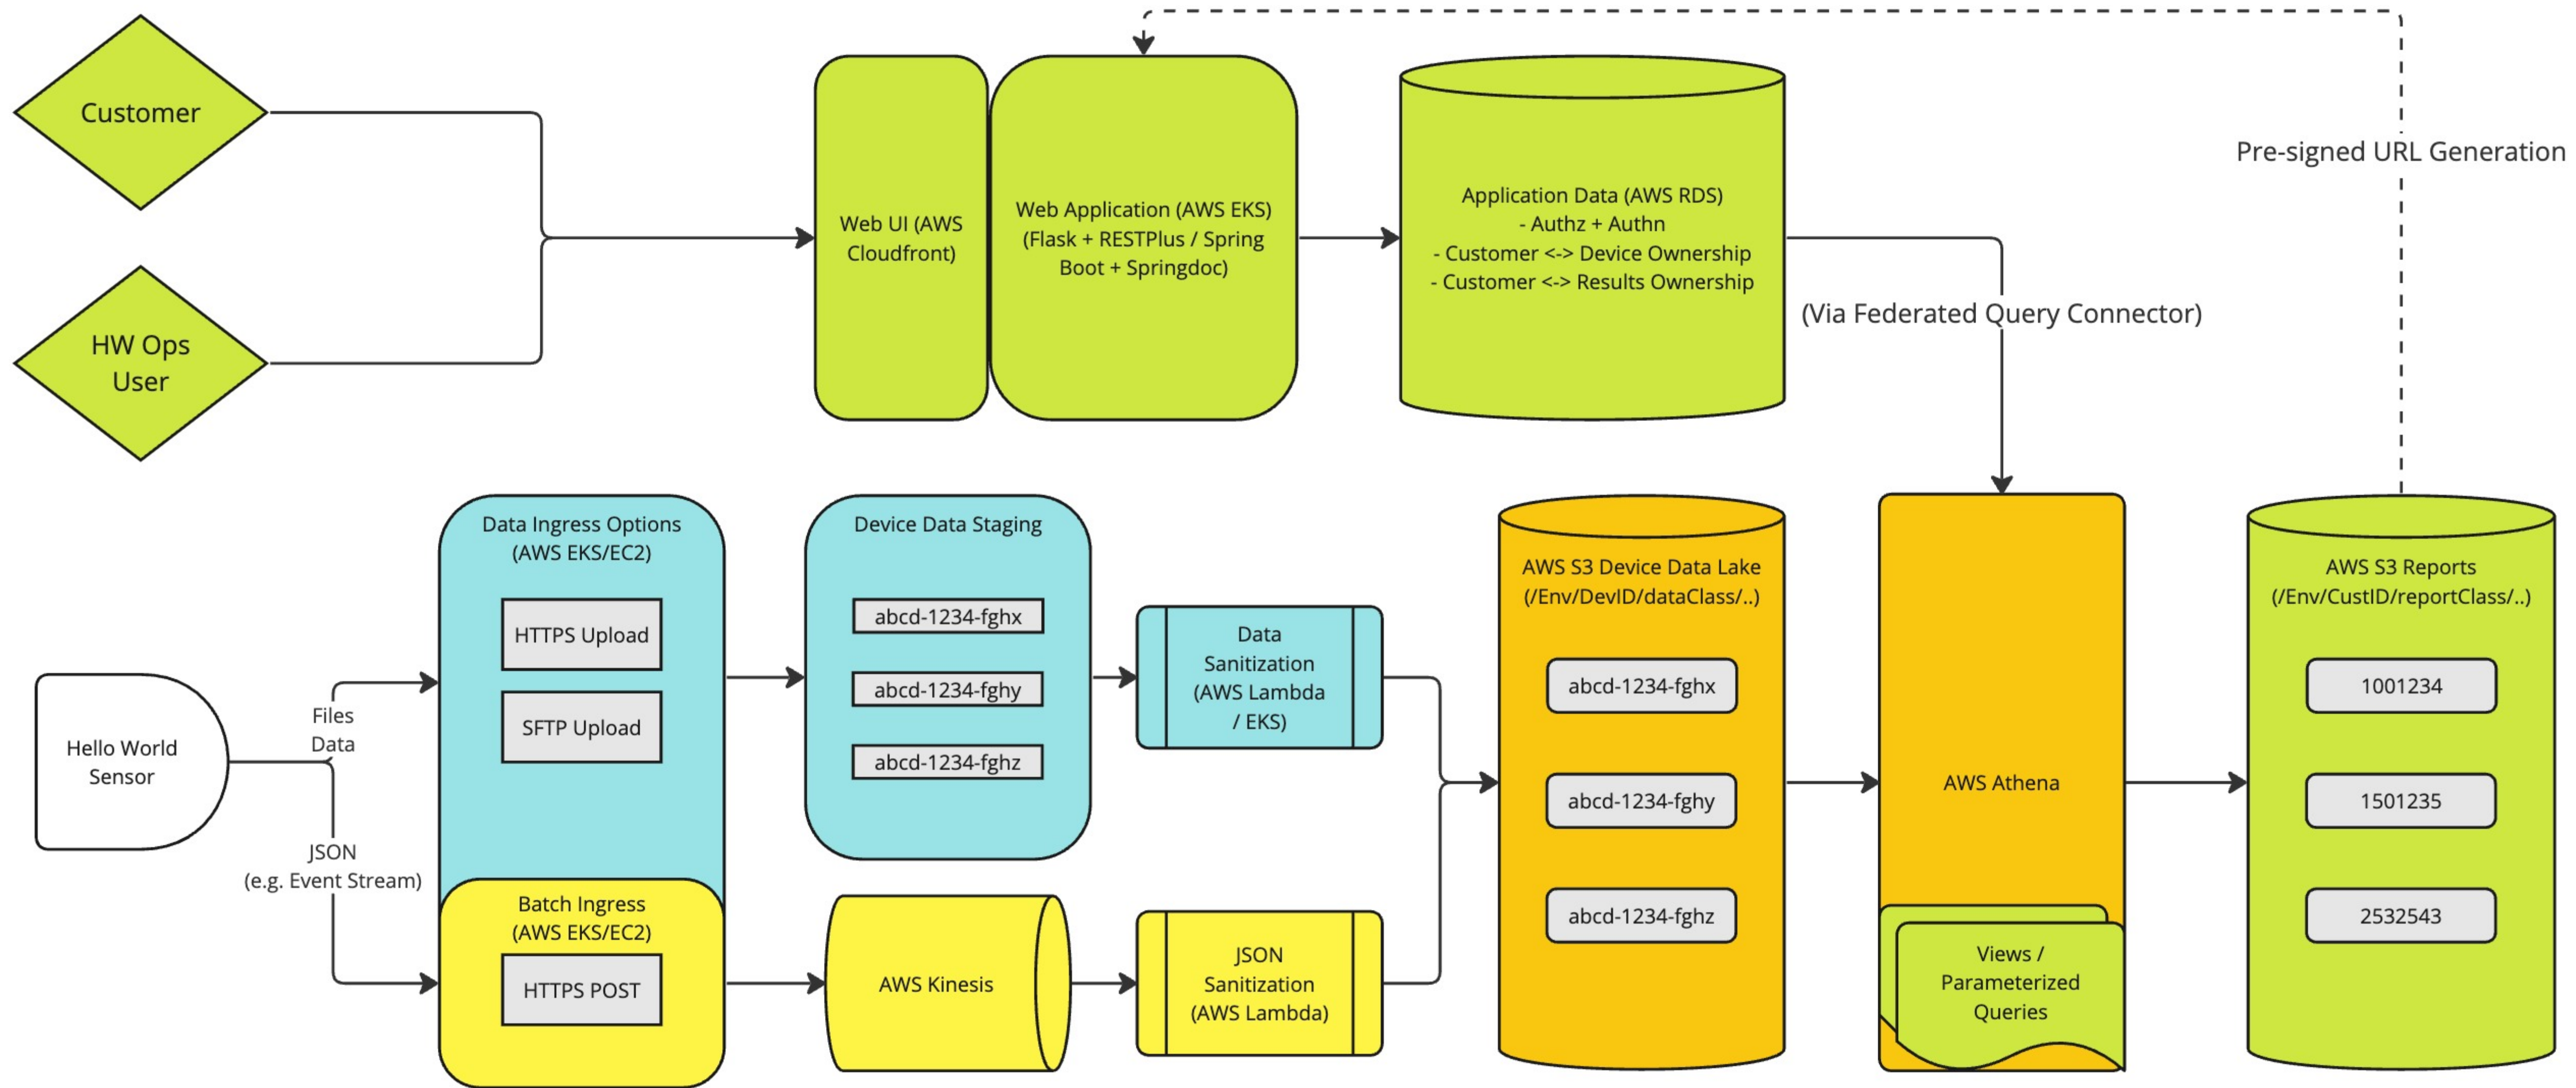 Customer
HW Ops
User
Web UI (AWS
Cloudfront)
Web Application (AWS EKS)
(Flask + RESTPlus / Spring
Boot + Springdoc)
Application Data (AWS RDS)
- Authz + Authn
- Customer <-> Device Ownership
- Customer <-> Results Ownership
Pre-signed URL Generation
(Via Federated Query Connector)
Hello World
Sensor
Files
Data
JSON
(e.g. Event Stream)
Data Ingress Options
(AWS EKS/EC2)
HTTPS Upload
SFTP Upload
Batch Ingress
(AWS EKS/EC2)
HTTPS POST
Device Data Staging
abcd-1234-fghx
abcd-1234-fghy
abcd-1234-fghz
AWS Kinesis
Data
Sanitization
(AWS Lambda
/ EKS)
JSON
Sanitization
(AWS Lambda)
AWS S3 Device Data Lake
(/Env/DevID/dataClass/..)
abcd-1234-fghx
abcd-1234-fghy
abcd-1234-fghz
AWS Athena
Views /
Parameterized
Queries
AWS S3 Reports
(/Env/CustID/reportClass/..)
1001234
1501235
2532543